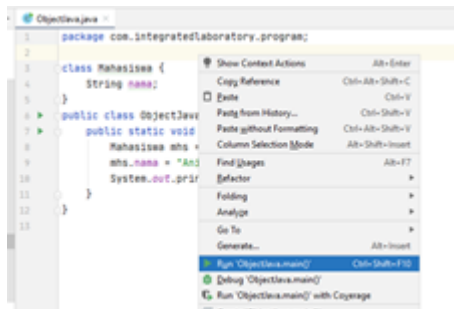 ObjectJava.java
1 package com.integratedlaboratory.program;
2
3 class Mahasiswa {
4 String nama;
5 }
6 public class ObjectJava
7 public static void
8 Mahasiswa mhs =
9 mhs.nama = "Ani
10 System.out.prin
11 }
12 }
13
Show Context Actions Alt+Enter
Copy Reference Ctrl+Alt+Shift+C
Paste Ctrl+V
Paste from History... Ctrl+Shift+V
Paste without Formatting Ctrl+Alt+Shift+V
Column Selection Mode Alt+Shift+Insert
Find Usages Alt+F7
Refactor
Folding
Analyze
Go To
Generate... Alt+Insert
Run 'ObjectJava.main()' Ctrl+Shift+F10
Debug 'ObjectJava.main()'
Run 'ObjectJava.main()' with Coverage